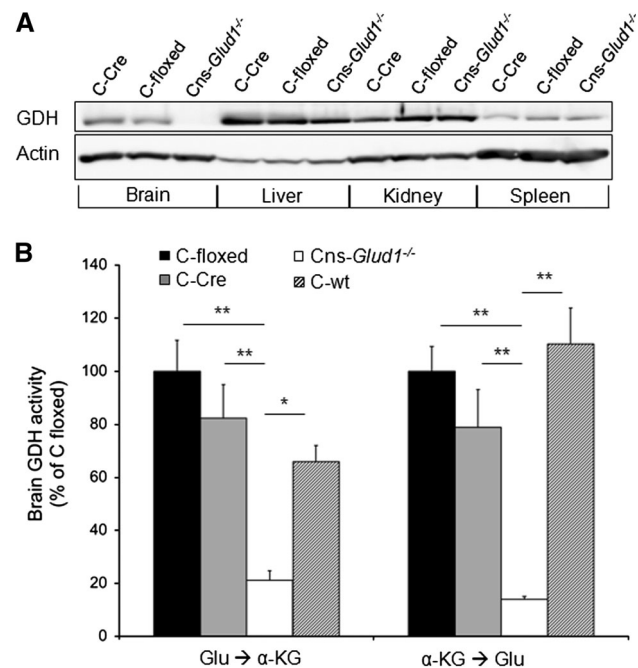 A
C-Cre C-floxed Cns-Glud1-/- C-Cre C-floxed Cns-Glud1-/- C-Cre C-floxed Cns-Glud1-/- C-Cre C-floxed Cns-Glud1-/-
GDH
Actin
Brain Liver Kidney Spleen
B
C-floxed Cns-Glud1-/-
C-Cre C-wt
Brain GDH activity
(% of C floxed)
140
120
100
80
60
40
20
0
** ** *
** ** **
Glu → α-KG α-KG → Glu